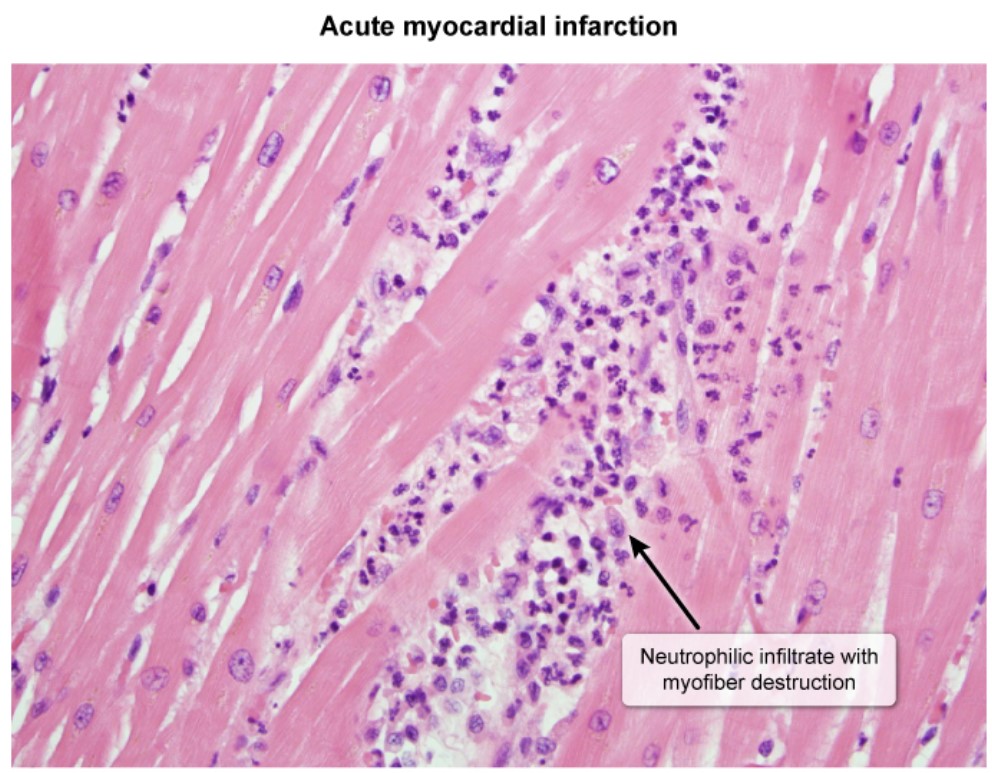 Acute myocardial infarction
Neutrophilic infiltrate with
myofiber destruction